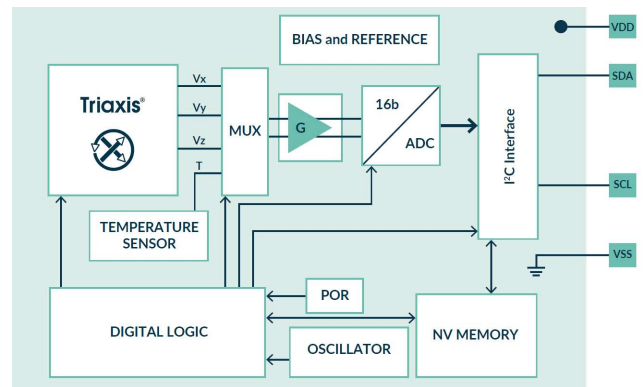 BIAS and REFERENCE
VDD
Triaxis®
Vx
Vy
Vz
T
MUX
G
16b
ADC
I²C Interface
SDA
SCL
TEMPERATURE
SENSOR
VSS
DIGITAL LOGIC
POR
OSCILLATOR
NV MEMORY